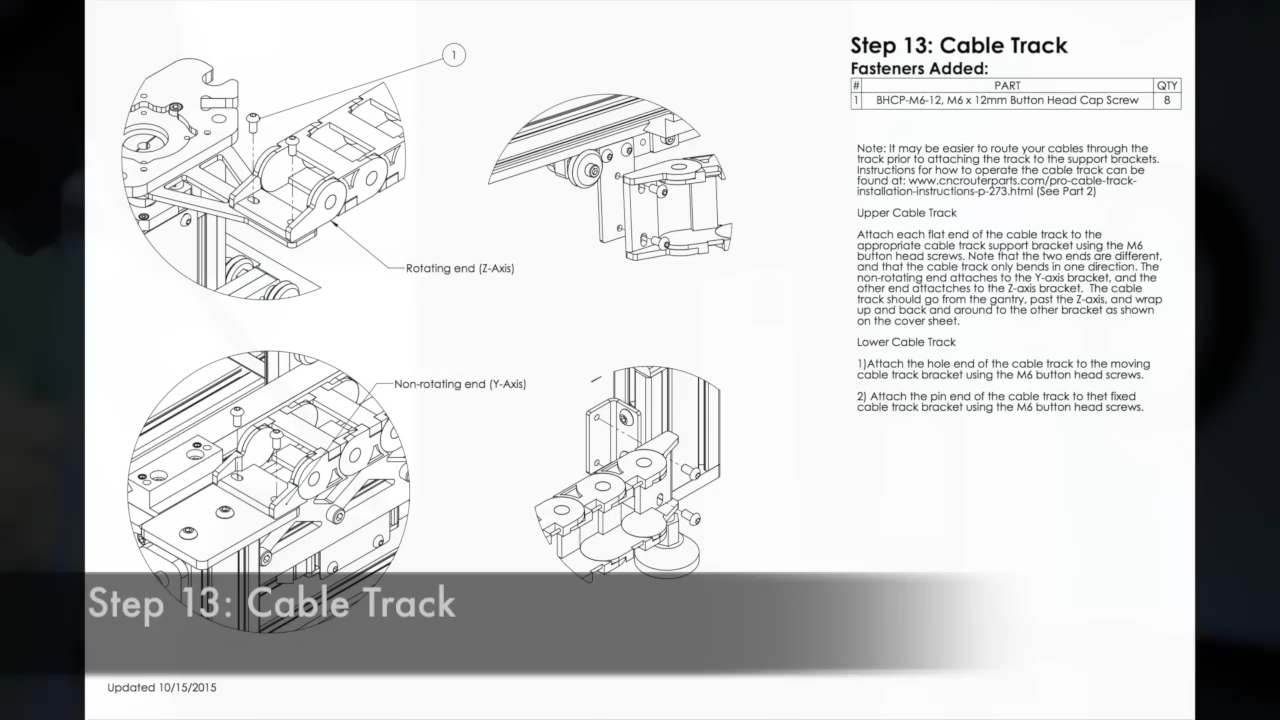 Step 13: Cable Track
Fasteners Added:
# PART QTY
1 BHCP-M6-12, M6 x 12mm Button Head Cap Screw 8
Note: It may be easier to route your cables through the
track prior to attaching the track to the support brackets.
Instructions for how to operate the cable track can be
found at: www.cncrouterparts.com/pro-cable-track-
installation-instructions-p-273.html (See Part 2)
Upper Cable Track
Attach each flat end of the cable track to the
appropriate cable track support bracket using the M6
button head screws. Note that the two ends are different,
and that the cable track only bends in one direction. The
non-rotating end attaches to the Y-axis bracket, and the
other end attactches to the Z-axis bracket. The cable
track should go from the gantry, past the Z-axis, and wrap
up and back and around to the other bracket as shown
on the cover sheet.
Lower Cable Track
1)Attach the hole end of the cable track to the moving
cable track bracket using the M6 button head screws.
2) Attach the pin end of the cable track to thet fixed
cable track bracket using the M6 button head screws.
1
Rotating end (Z-Axis)
Non-rotating end (Y-Axis)
Step 13: Cable Track
Updated 10/15/2015